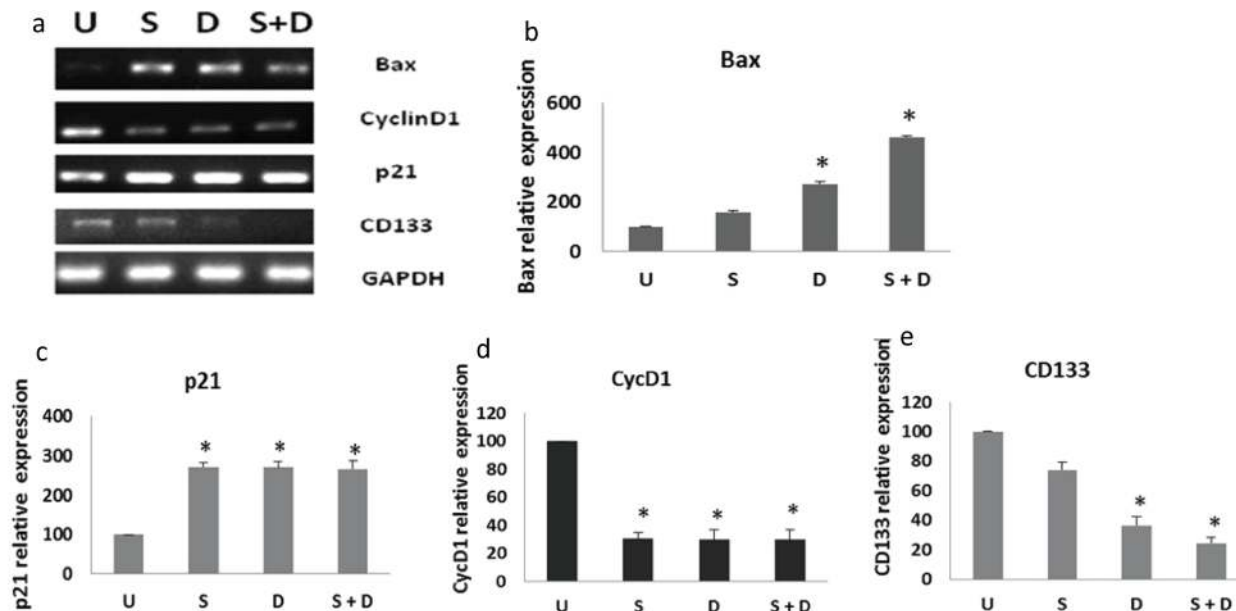 a
U S D S+D
Bax
CyclinD1
p21
CD133
GAPDH
b
Bax
Bax relative expression
600
400
200
0
U S D S + D
* *
c
p21
p21 relative expression
400
300
200
100
0
U S D S + D
* * *
d
CycD1
CycD1 relative expression
120
100
80
60
40
20
0
U S D S + D
* * *
e
CD133
CD133 relative expression
120
100
80
60
40
20
0
U S D S + D
* *